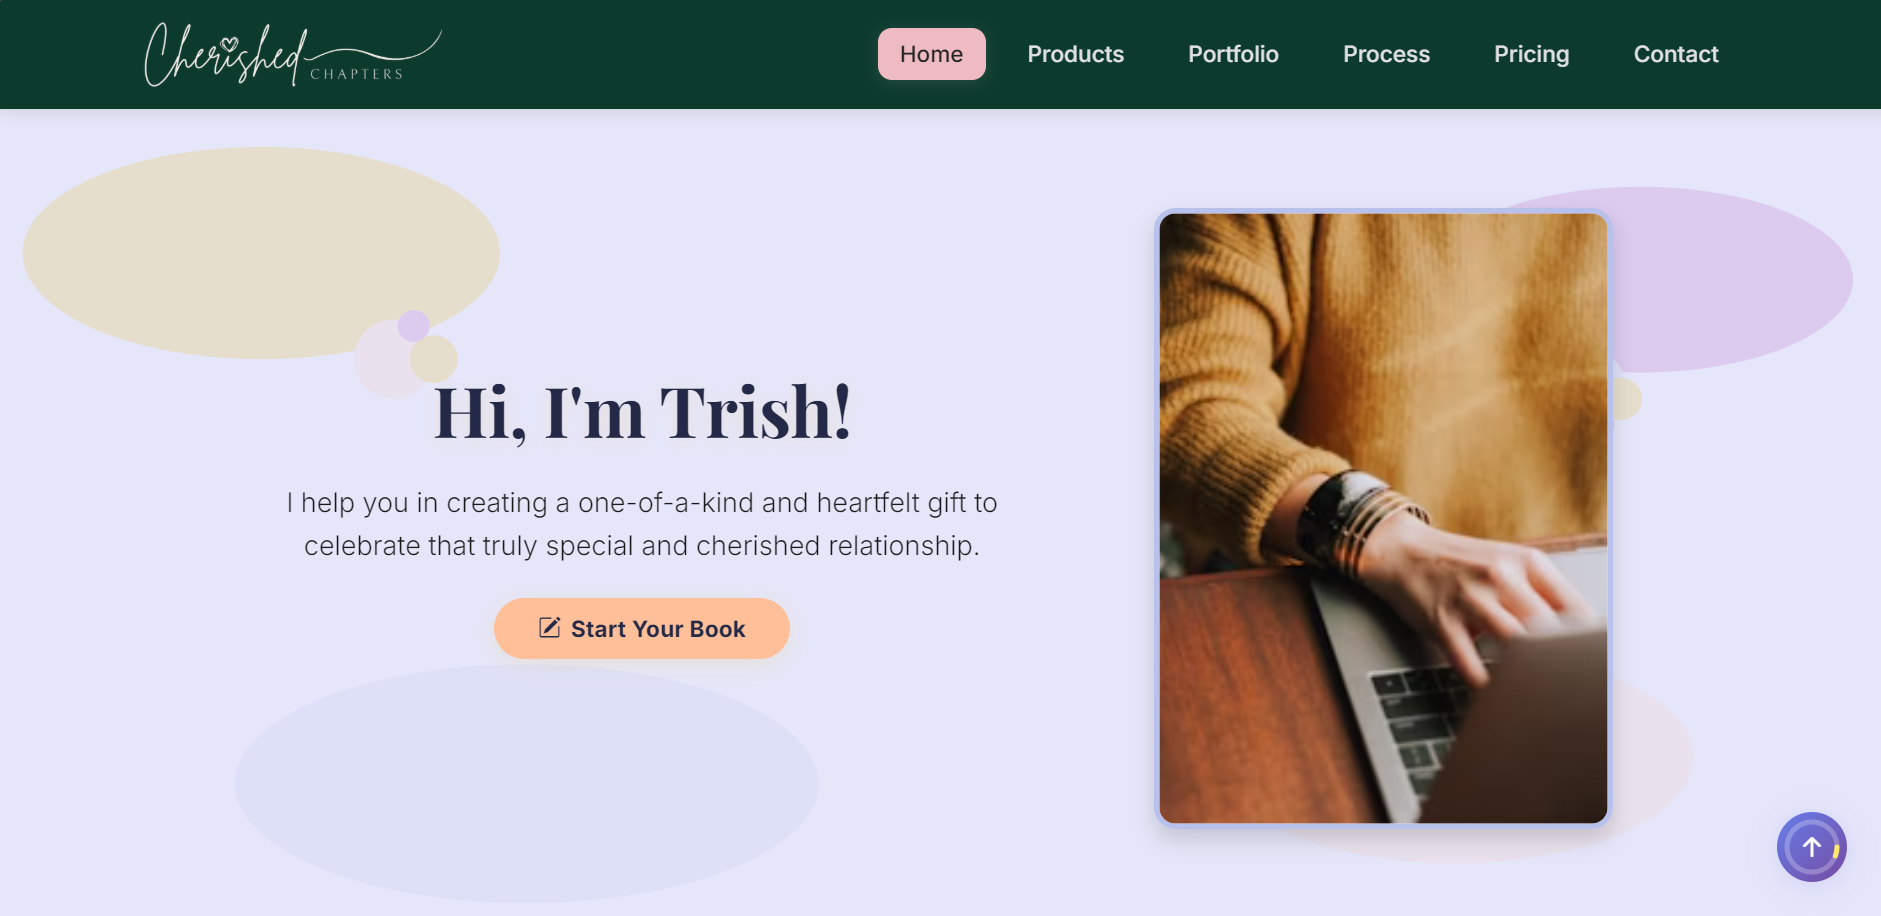 Cherished
CHAPTERS
Home Products Portfolio Process Pricing Contact
Hi, I'm Trish!
I help you in creating a one-of-a-kind and heartfelt gift to
celebrate that truly special and cherished relationship.
Start Your Book